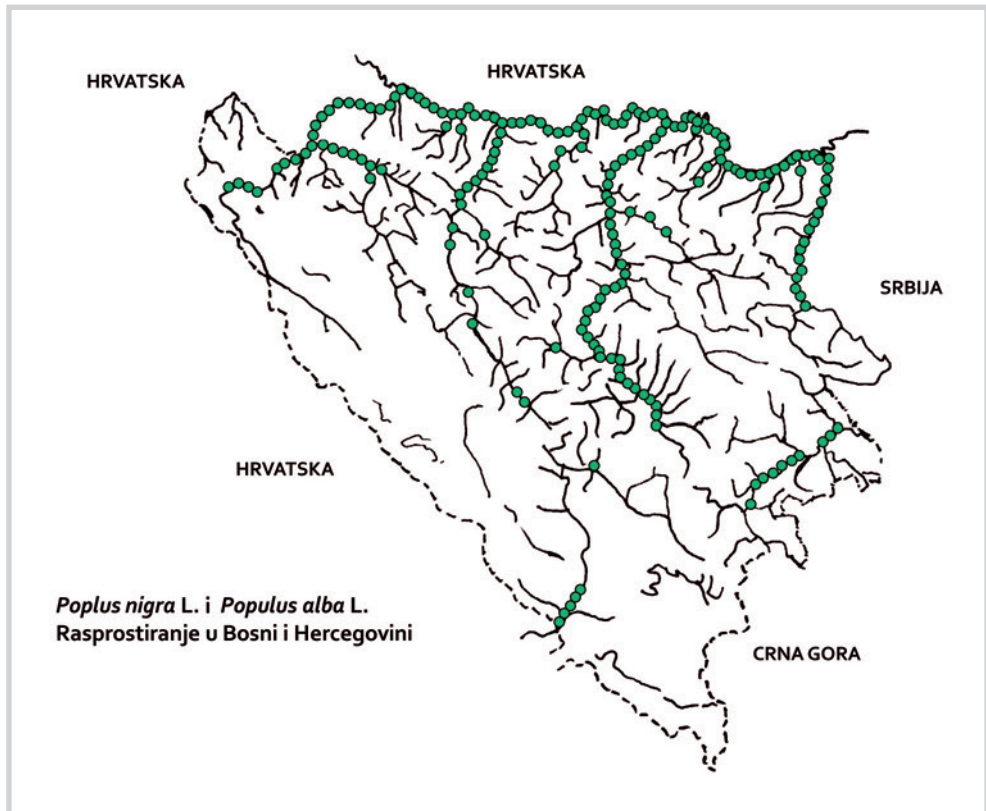 HRVATSKA
HRVATSKA
SRBIJA
HRVATSKA
Poplus nigra L. i Populus alba L.
Rasprostiranje u Bosni i Hercegovini
CRNA GORA